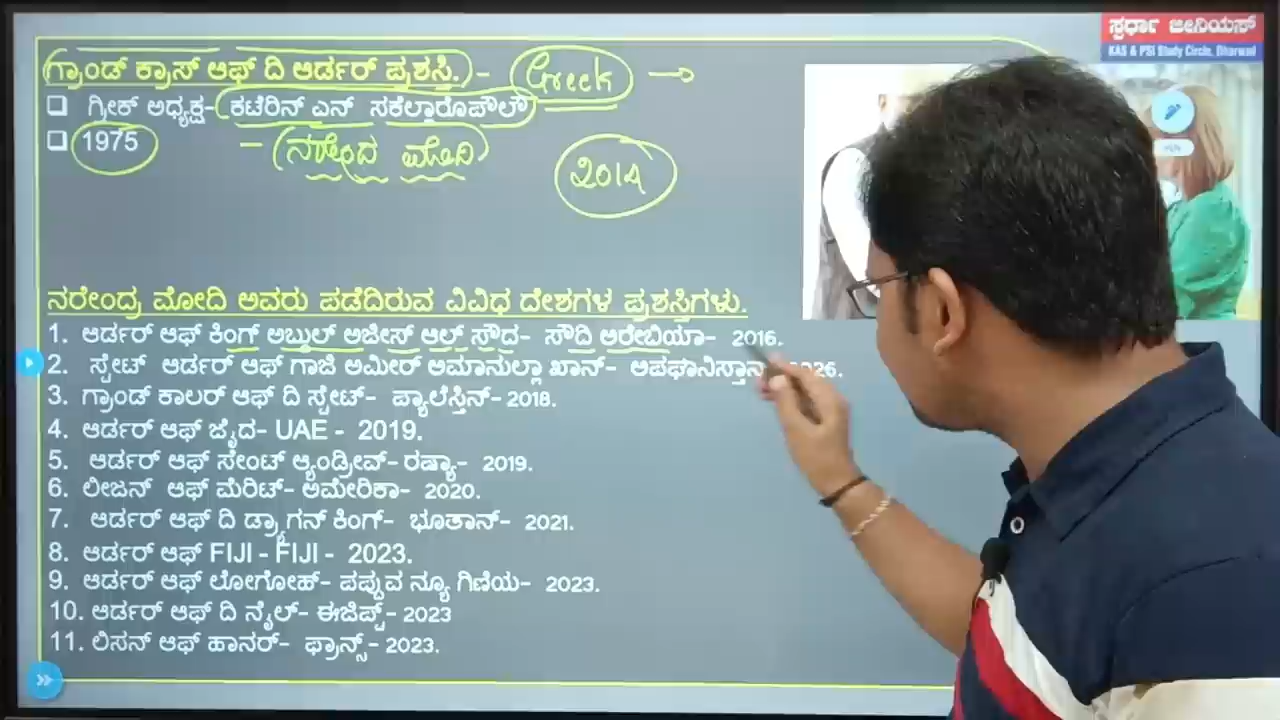 ಸ್ಪರ್ಧಾ ಜೀನಿಯಸ್
KAS & PSI Study Circle, Dharwad
ಗ್ರಾಂಡ್ ಕ್ರಾಸ್ ಆಫ್ ದಿ ಆರ್ಡರ್ ಪ್ರಶಸ್ತಿ. - Greek →
ಗ್ರೀಕ್ ಅಧ್ಯಕ್ಷ- ಕಟೆರಿನ್ ಎನ್ ಸಕೆಲ್ಲಾರೊಪೌಲೌ
1975 - (ನರೇಂದ್ರ ಮೋದಿ) 2014
ನರೇಂದ್ರ ಮೋದಿ ಅವರು ಪಡೆದಿರುವ ವಿವಿಧ ದೇಶಗಳ ಪ್ರಶಸ್ತಿಗಳು.
1. ಆರ್ಡರ್ ಆಫ್ ಕಿಂಗ್ ಅಬ್ದುಲ್ ಅಜೀಸ್ ಆಲ್ ಸೌದ- ಸೌದಿ ಅರೇಬಿಯಾ- 2016.
2. ಸ್ಟೇಟ್ ಆರ್ಡರ್ ಆಫ್ ಗಾಜಿ ಅಮೀರ್ ಅಮಾನುಲ್ಲಾ ಖಾನ್- ಅಪಘಾನಿಸ್ತಾನ
3. ಗ್ರಾಂಡ್ ಕಾಲರ್ ಆಫ್ ದಿ ಸ್ಟೇಟ್- ಪ್ಯಾಲೆಸ್ತಿನ್- 2018.
4. ಆರ್ಡರ್ ಆಫ್ ಜೈದ- UAE - 2019.
5. ಆರ್ಡರ್ ಆಫ್ ಸೇಂಟ್ ಆ್ಯಂಡ್ರೀವ್- ರಷ್ಯಾ- 2019.
6. ಲೀಜನ್ ಆಫ್ ಮೆರಿಟ್- ಅಮೇರಿಕಾ- 2020.
7. ಆರ್ಡರ್ ಆಫ್ ದಿ ಡ್ರ್ಯಾಗನ್ ಕಿಂಗ್- ಭೂತಾನ್- 2021.
8. ಆರ್ಡರ್ ಆಫ್ FIJI - FIJI - 2023.
9. ಆರ್ಡರ್ ಆಫ್ ಲೋಗೋಹ್- ಪಪ್ಪುವ ನ್ಯೂ ಗಿಣಿಯ- 2023.
10. ಆರ್ಡರ್ ಆಫ್ ದಿ ನೈಲ್- ಈಜಿಪ್ಟ್- 2023
11. ಲಿಸನ್ ಆಫ್ ಹಾನರ್- ಫ್ರಾನ್ಸ್- 2023.